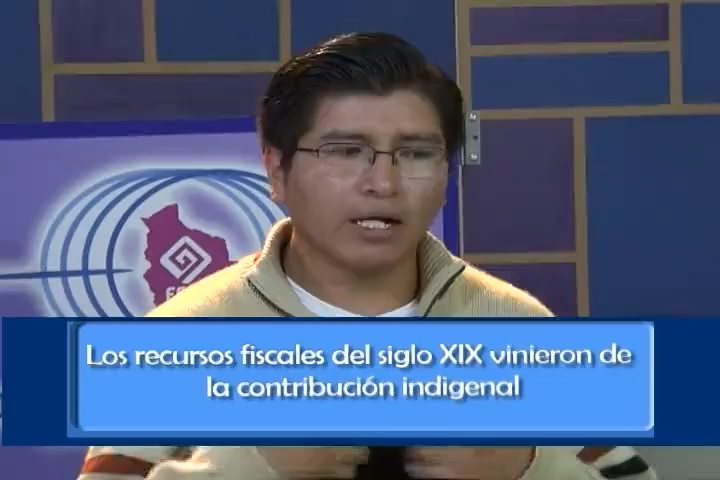 Los recursos fiscales del siglo XIX vinieron de
la contribución indigenal